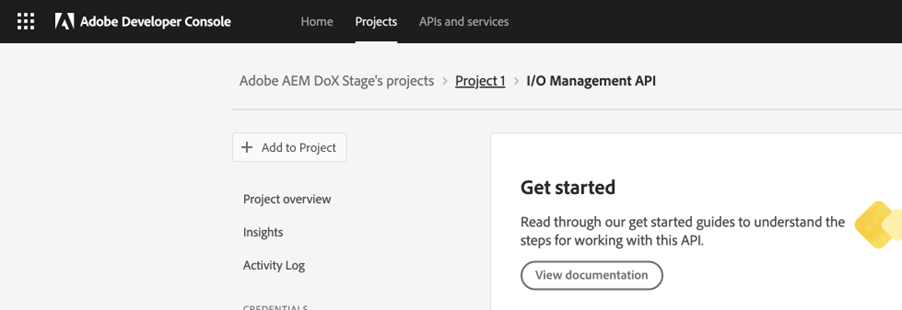 Adobe Developer Console Home Projects APIs and services
Adobe AEM DoX Stage's projects > Project 1 > I/O Management API
+ Add to Project
Project overview
Insights
Activity Log
CREDENTIALS
Get started
Read through our get started guides to understand the
steps for working with this API.
View documentation